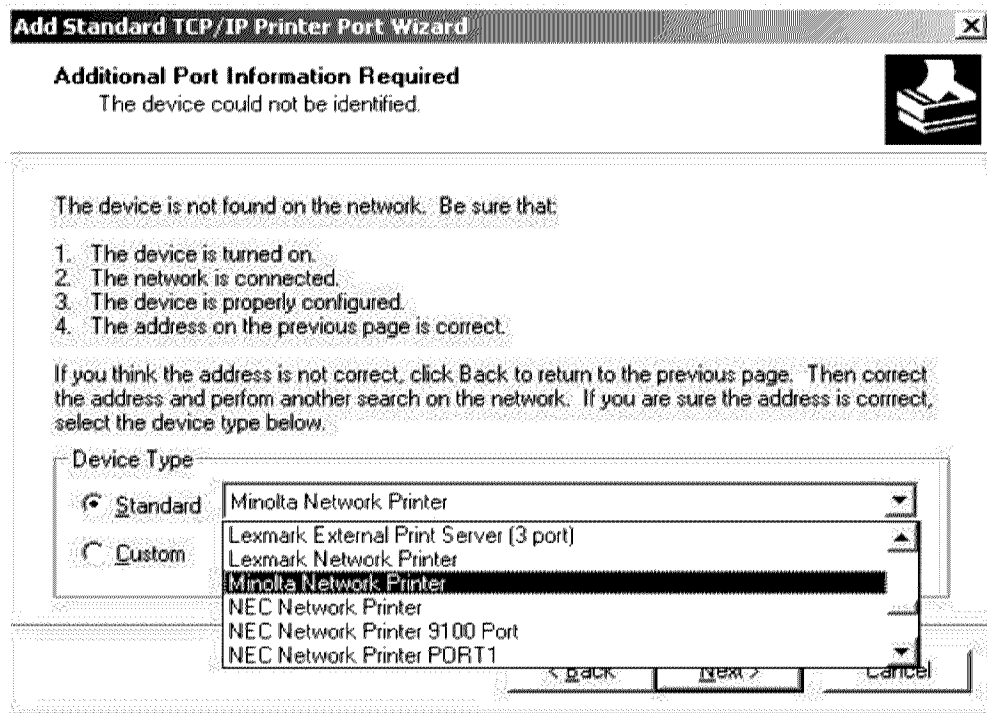 Add Standard TCP/IP Printer Port Wizard
Additional Port Information Required
The device could not be identified.
The device is not found on the network. Be sure that:
1. The device is turned on.
2. The network is connected.
3. The device is properly configured.
4. The address on the previous page is correct.
If you think the address is not correct, click Back to return to the previous page. Then correct
the address and perfom another search on the network. If you are sure the address is correct,
select the device type below.
Device Type
Standard
Minolta Network Printer
Custom
Lexmark External Print Server (3 port)
Lexmark Network Printer
Minolta Network Printer
NEC Network Printer
NEC Network Printer 9100 Port
NEC Network Printer PORT1
< Back
Next >
Cancel